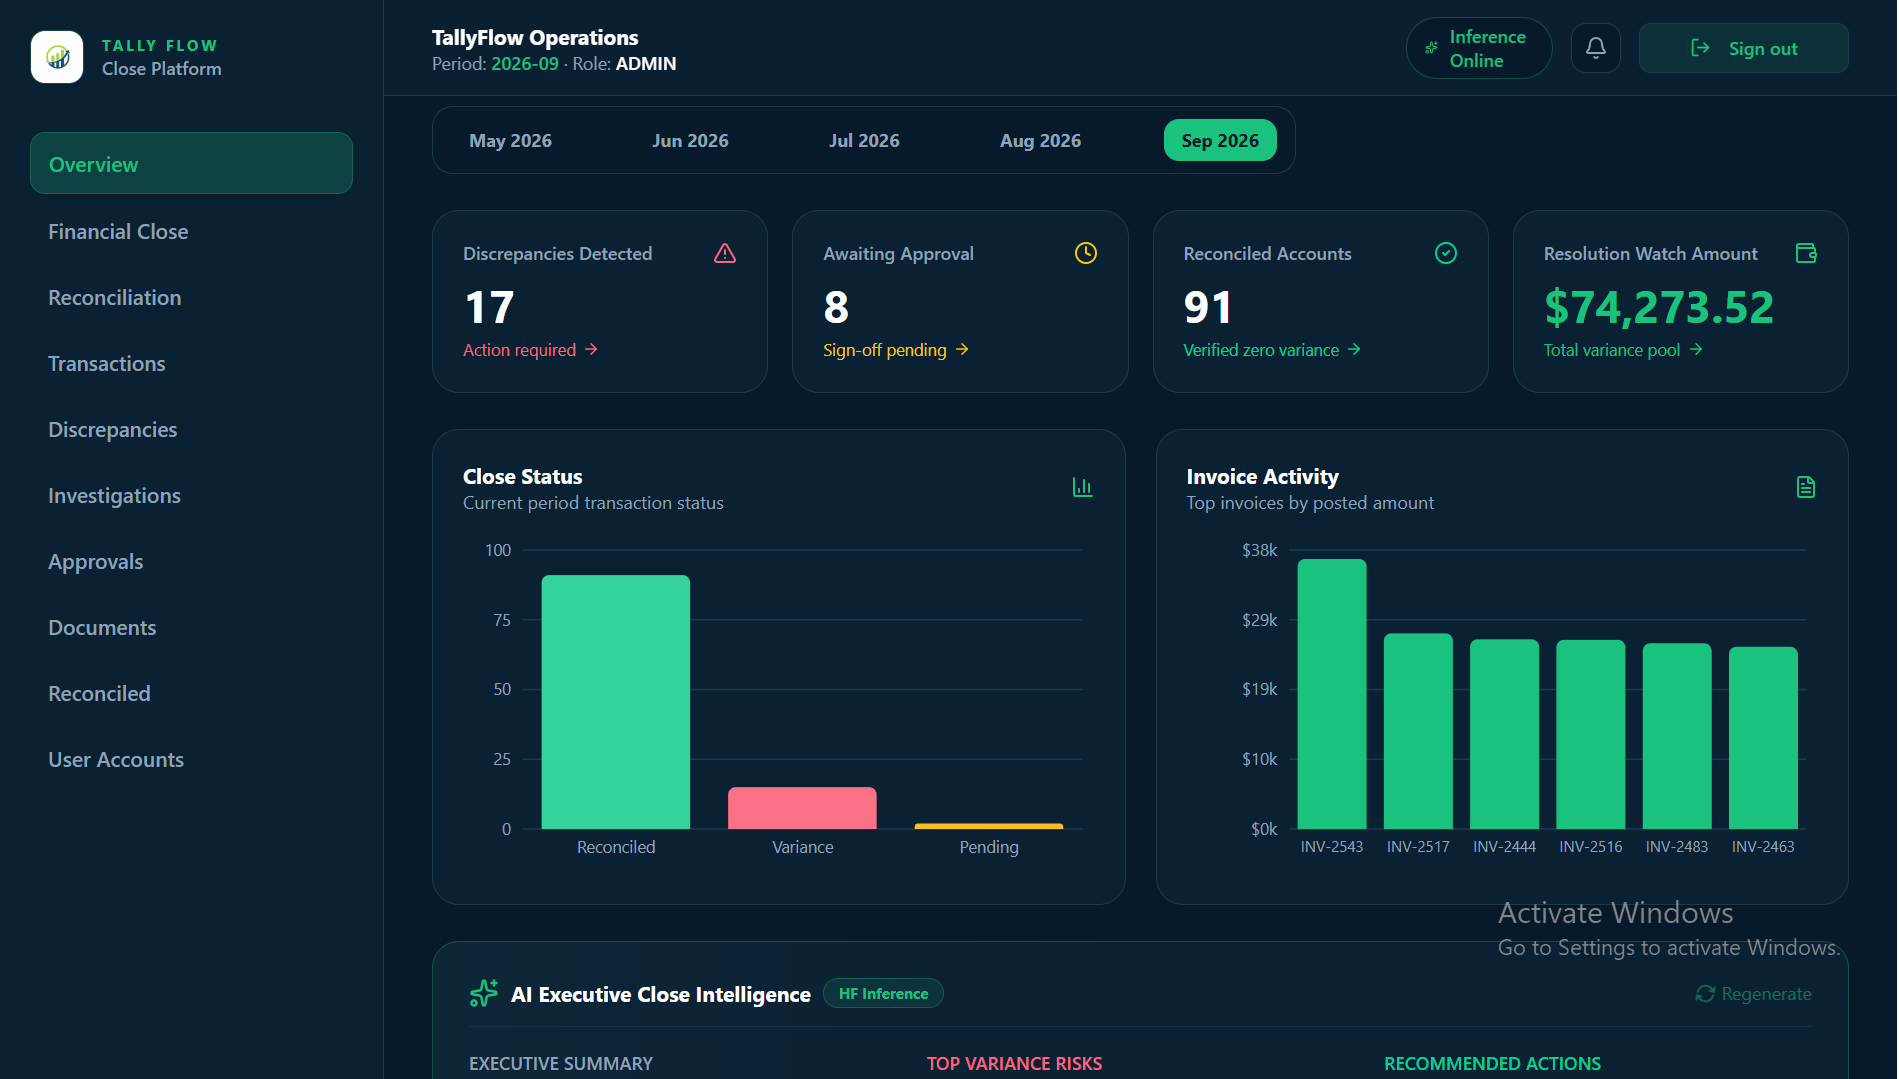 TALLY FLOW
Close Platform
Overview
Financial Close
Reconciliation
Transactions
Discrepancies
Investigations
Approvals
Documents
Reconciled
User Accounts
TallyFlow Operations
Period: 2026-09 · Role: ADMIN
Inference
Online
Sign out
May 2026
Jun 2026
Jul 2026
Aug 2026
Sep 2026
Discrepancies Detected
17
Action required →
Awaiting Approval
8
Sign-off pending →
Reconciled Accounts
91
Verified zero variance →
Resolution Watch Amount
$74,273.52
Total variance pool →
Close Status
Current period transaction status
100
75
50
25
0
Reconciled
Variance
Pending
Invoice Activity
Top invoices by posted amount
$38k
$29k
$19k
$10k
$0k
INV-2543
INV-2517
INV-2444
INV-2516
INV-2483
INV-2463
Activate Windows
Go to Settings to activate Windows.
AI Executive Close Intelligence
HF Inference
Regenerate
EXECUTIVE SUMMARY
TOP VARIANCE RISKS
RECOMMENDED ACTIONS